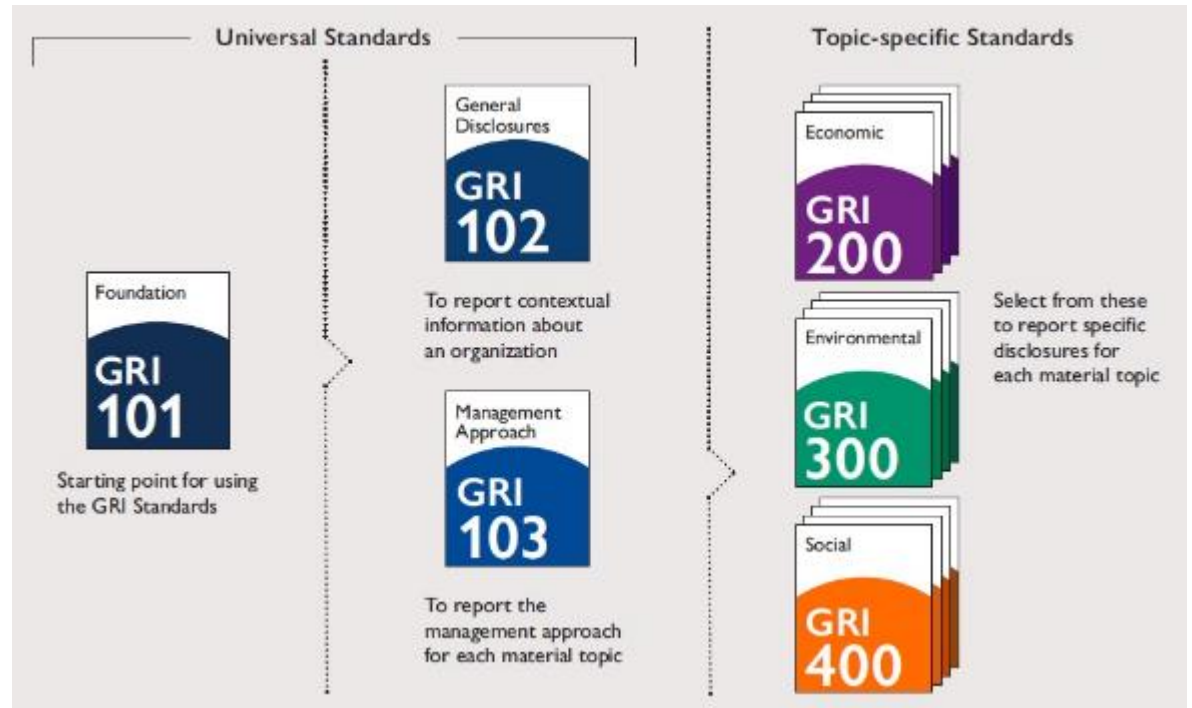 Universal Standards
Foundation
GRI
101
Starting point for using
the GRI Standards
General
Disclosures
GRI
102
To report contextual
information about
an organization
Management
Approach
GRI
103
To report the
management approach
for each material topic
Topic-specific Standards
Economic
GRI
200
Environmental
GRI
300
Social
GRI
400
Select from these
to report specific
disclosures for
each material topic